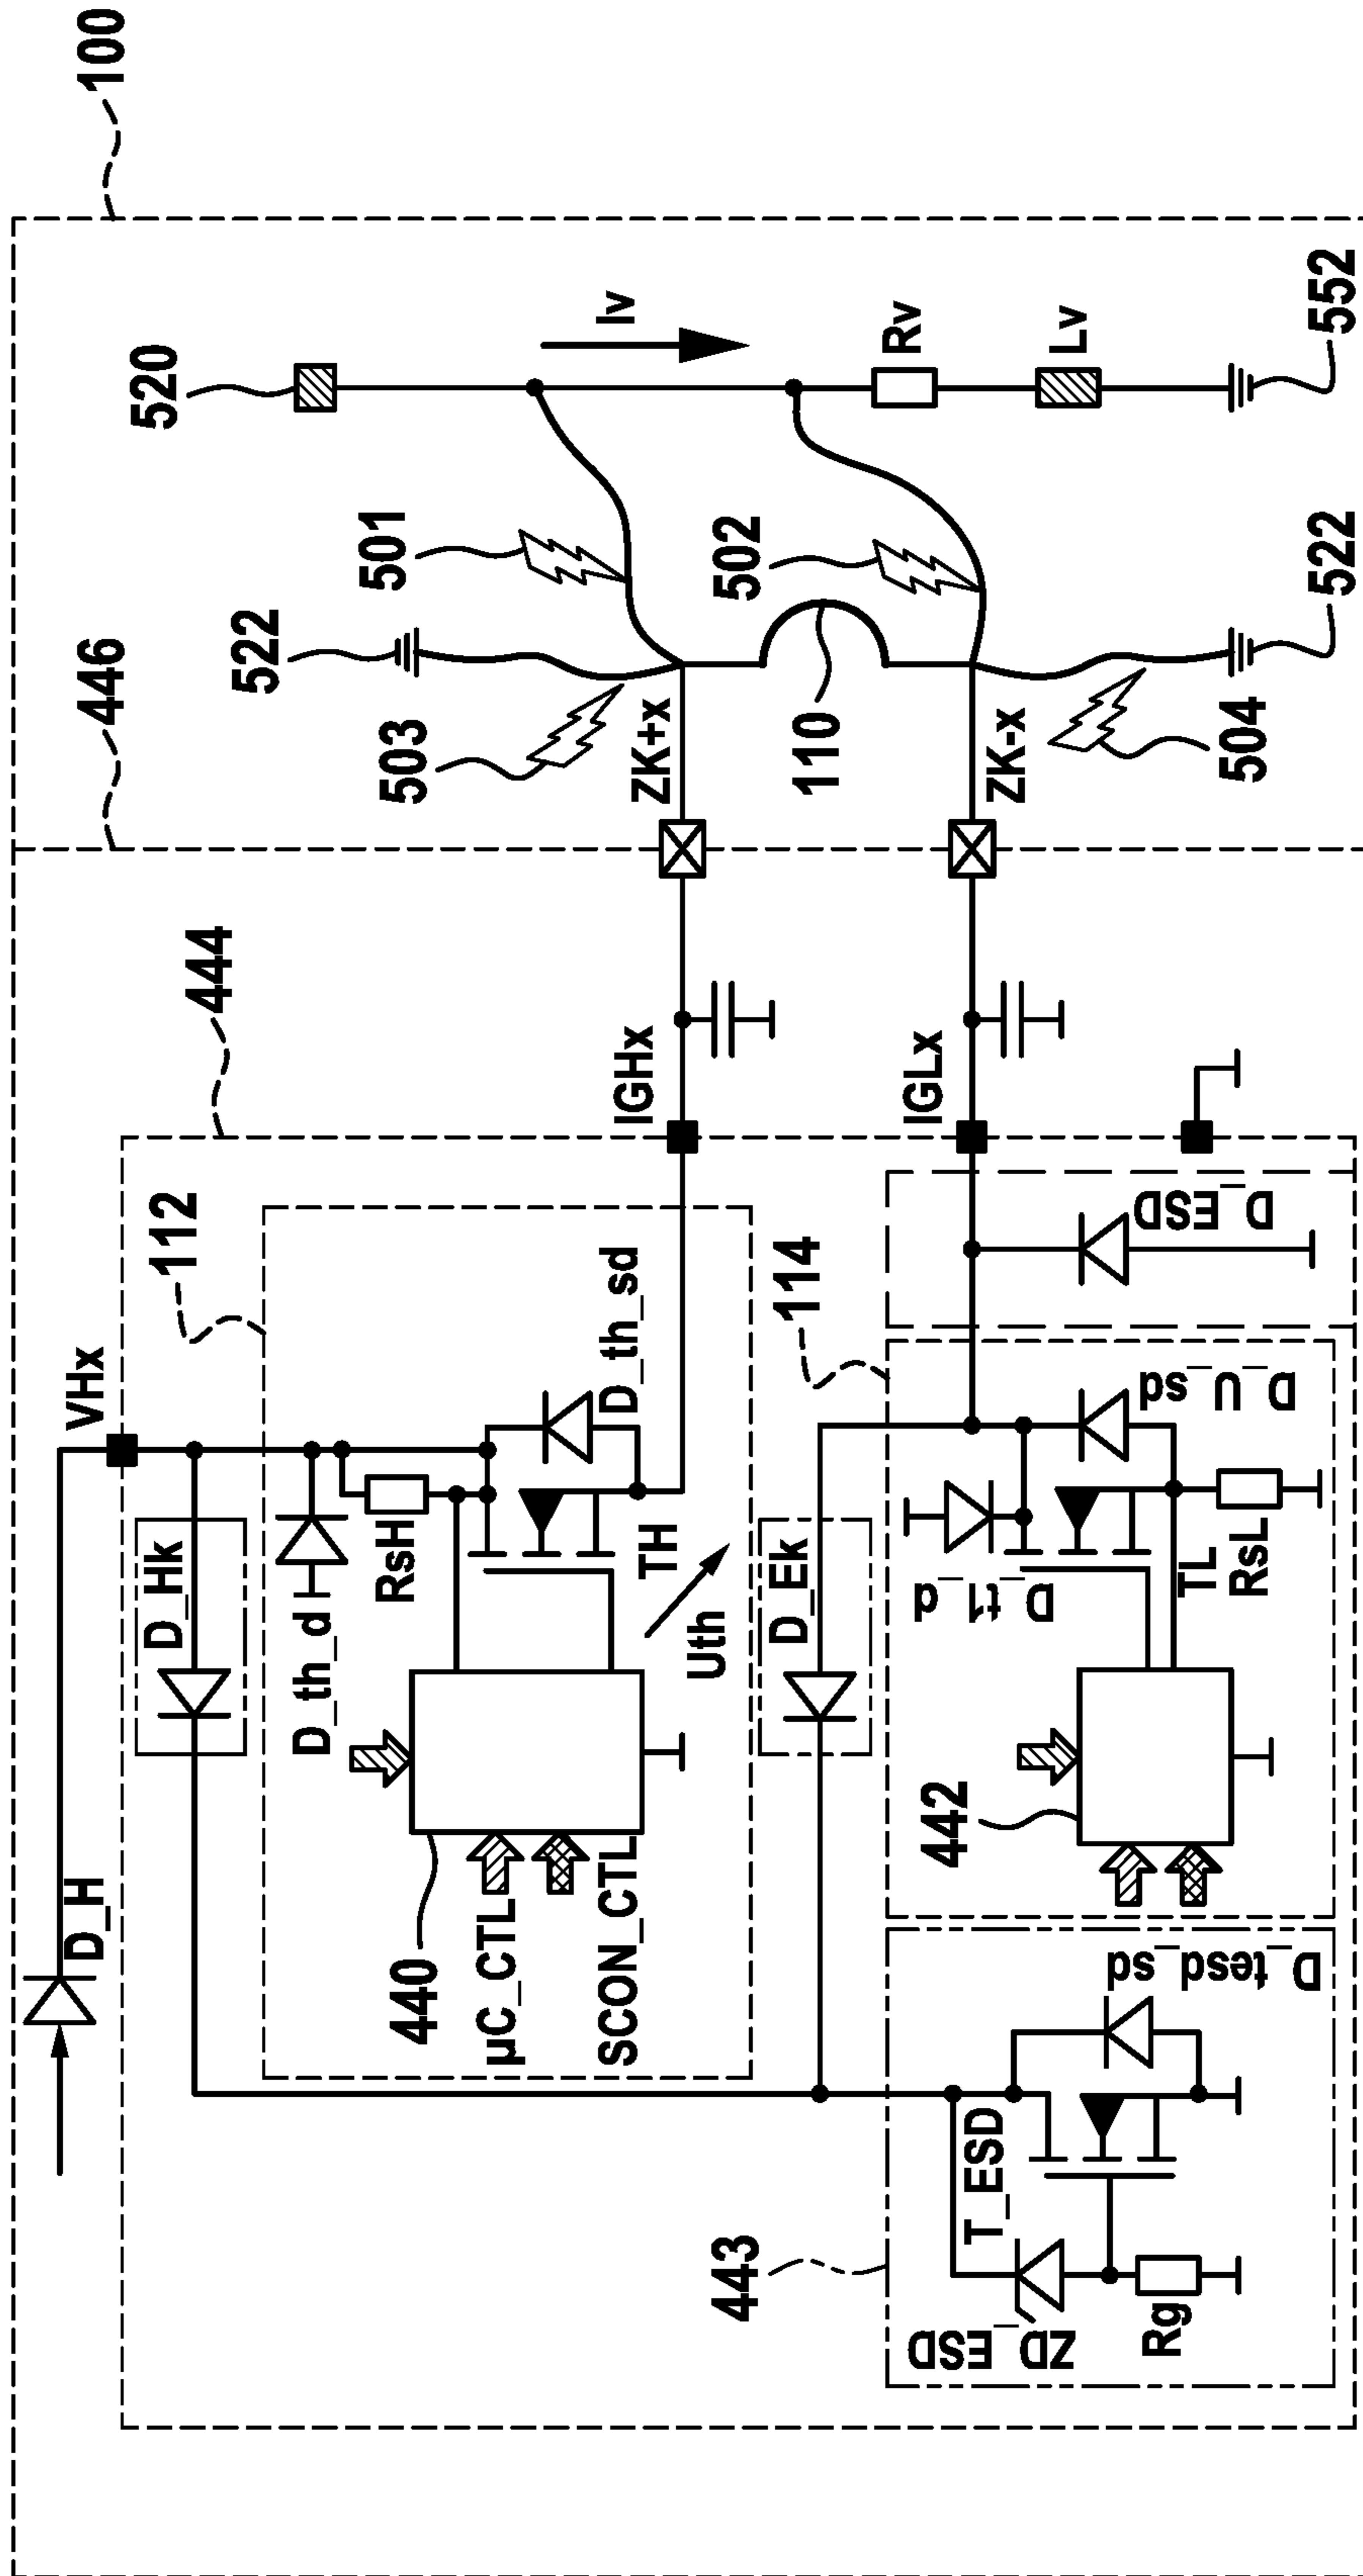 100
446
444
112
VHx
D_H
D_Hk
D_th_d
RsH
D_th_sd
TH
Uth
440
µC_CTL
SCON_CTL
IGHx
ZK+x
503
522
501
520
Iv
Rv
Lv
552
502
110
ZK-x
504
522
IGLx
114
D_ESD
D_Ek
D_U_sd
D_t1_d
TL
RsL
442
443
T_ESD
D_tesd_sd
ZD_ESD
Rg